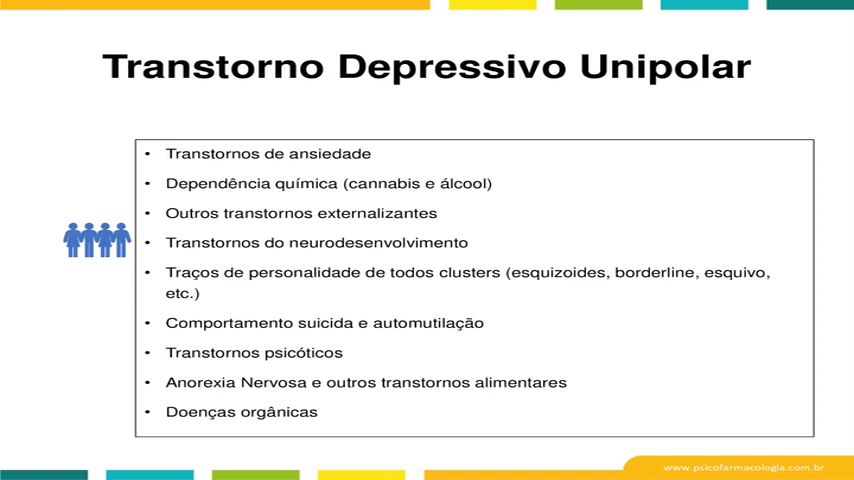 Transtorno Depressivo Unipolar
• Transtornos de ansiedade
• Dependência química (cannabis e álcool)
• Outros transtornos externalizantes
• Transtornos do neurodesenvolvimento
• Traços de personalidade de todos clusters (esquizoides, borderline, esquivo,
etc.)
• Comportamento suicida e automutilação
• Transtornos psicóticos
• Anorexia Nervosa e outros transtornos alimentares
• Doenças orgânicas
www.psicofarmacologia.com.br